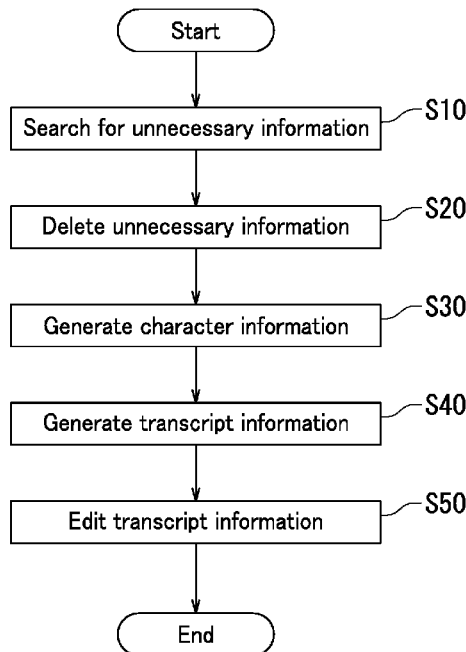 Start
Search for unnecessary information
S10
Delete unnecessary information
S20
Generate character information
S30
Generate transcript information
S40
Edit transcript information
S50
End